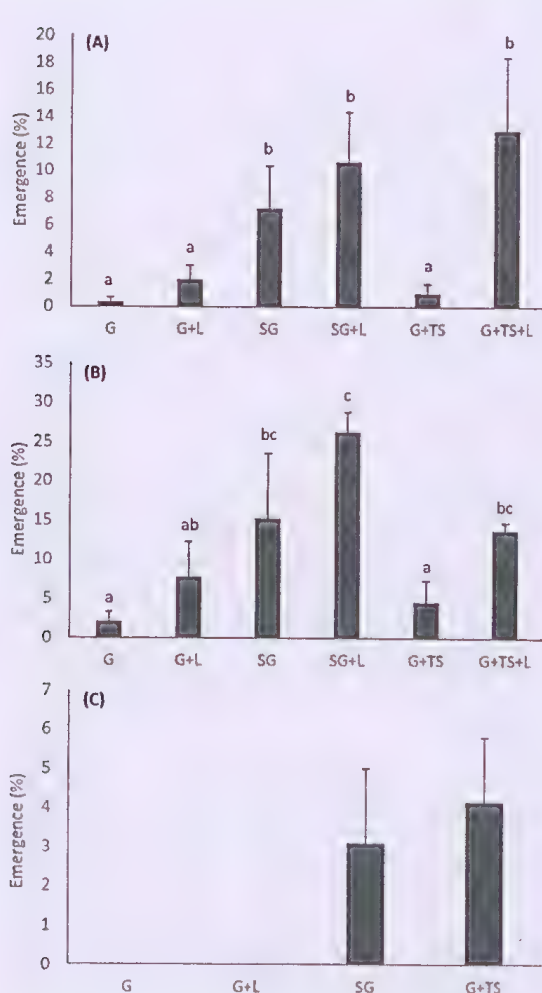 (A)
Emergence (%)
20
18
16
14
12
10
8
6
4
2
0
a
a
b
b
a
b
G G+L SG SG+L G+TS G+TS+L
(B)
Emergence (%)
35
30
25
20
15
10
5
0
a
ab
bc
c
a
bc
G G+L SG SG+L G+TS G+TS+L
(C)
Emergence (%)
7
6
5
4
3
2
1
0
G G+L SG G+TS